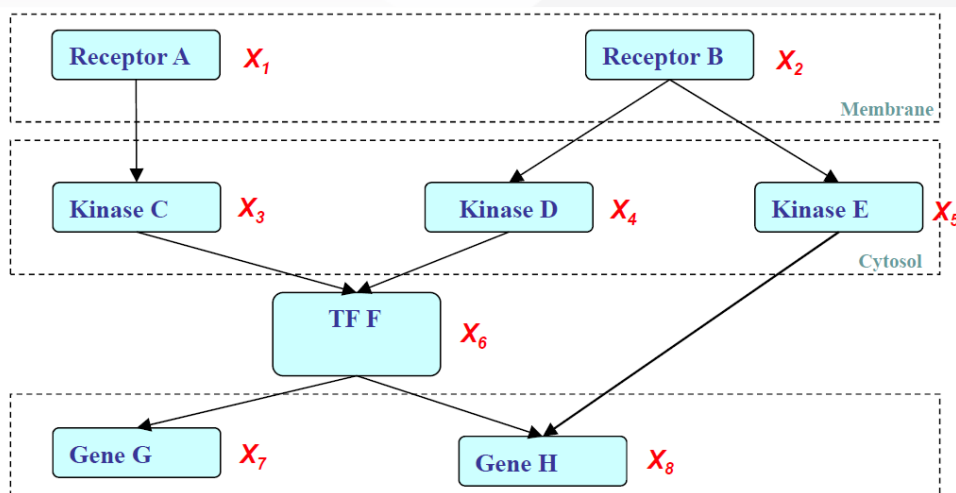 Receptor A
X1
Receptor B
X2
Membrane
Kinase C
X3
Kinase D
X4
Kinase E
X5
Cytosol
TF F
X6
Gene G
X7
Gene H
X8